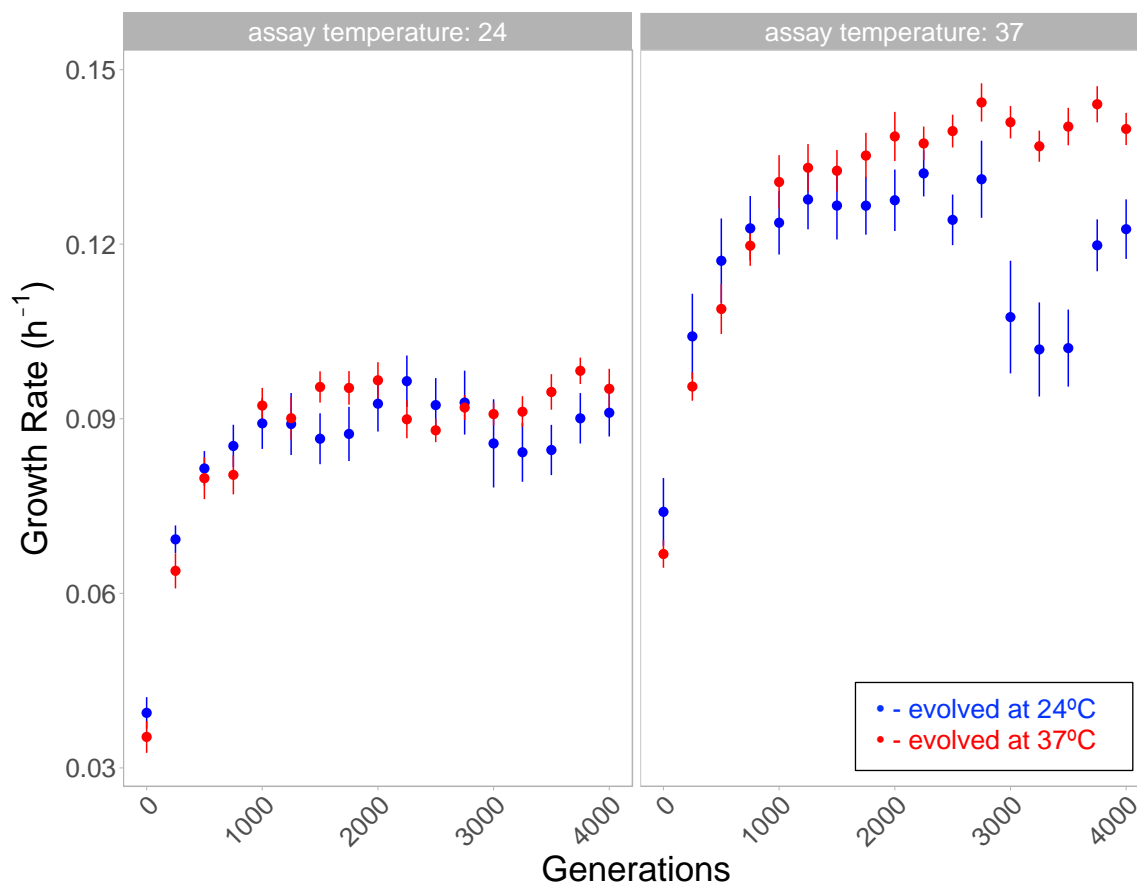 assay temperature: 24
assay temperature: 37
0.15
0.12
0.09
0.06
0.03
Growth Rate (h⁻¹)
0
1000
2000
3000
4000
0
1000
2000
3000
4000
Generations
- evolved at 24ºC
- evolved at 37ºC